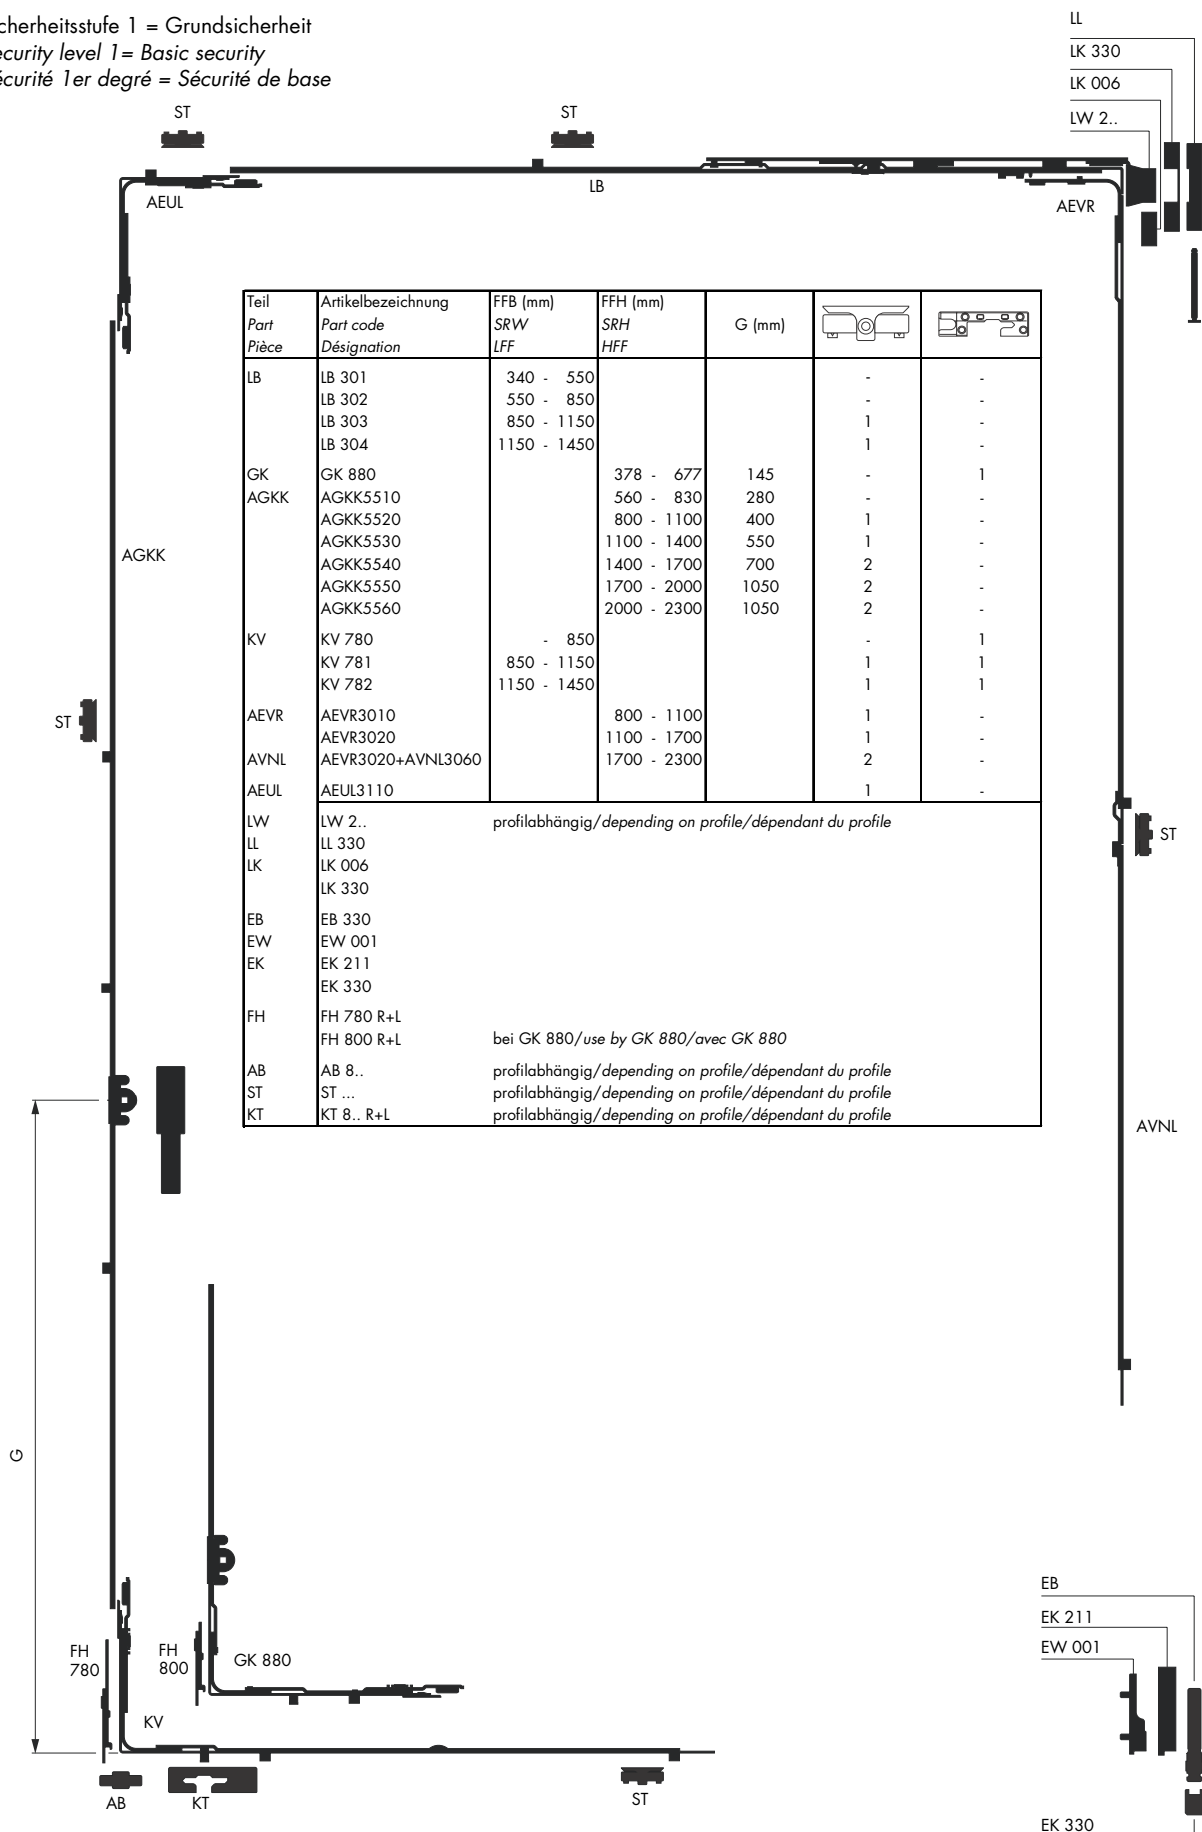 cherheitsstufe 1 = Grundsicherheit
ecurity level 1= Basic security
écurité 1er degré = Sécurité de base
LL
LK 330
LK 006
LW 2..
ST
ST
AEUL
LB
AEVR
Teil Artikelbezeichnung FFB (mm) FFH (mm)
Part Part code SRW SRH G (mm)
Pièce Désignation LFF HFF
LB LB 301 340 - 550 - -
LB 302 550 - 850 - -
LB 303 850 - 1150 1 -
LB 304 1150 - 1450 1 -
GK GK 880 378 - 677 145 - 1
AGKK AGKK5510 560 - 830 280 - -
AGKK5520 800 - 1100 400 1 -
AGKK5530 1100 - 1400 550 1 -
AGKK5540 1400 - 1700 700 2 -
AGKK5550 1700 - 2000 1050 2 -
AGKK5560 2000 - 2300 1050 2 -
KV KV 780 - 850 - 1
KV 781 850 - 1150 1 1
KV 782 1150 - 1450 1 1
AEVR AEVR3010 800 - 1100 1 -
AEVR3020 1100 - 1700 1 -
AVNL AEVR3020+AVNL3060 1700 - 2300 2 -
AEUL AEUL3110 1 -
LW LW 2.. profilabhängig/depending on profile/dépendant du profile
LL LL 330
LK LK 006
LK 330
EB EB 330
EW EW 001
EK EK 211
EK 330
FH FH 780 R+L
FH 800 R+L bei GK 880/use by GK 880/avec GK 880
AB AB 8.. profilabhängig/depending on profile/dépendant du profile
ST ST ... profilabhängig/depending on profile/dépendant du profile
KT KT 8.. R+L profilabhängig/depending on profile/dépendant du profile
AGKK
ST
ST
AVNL
G
FH
780
FH
800
GK 880
KV
AB
KT
ST
EB
EK 211
EW 001
EK 330